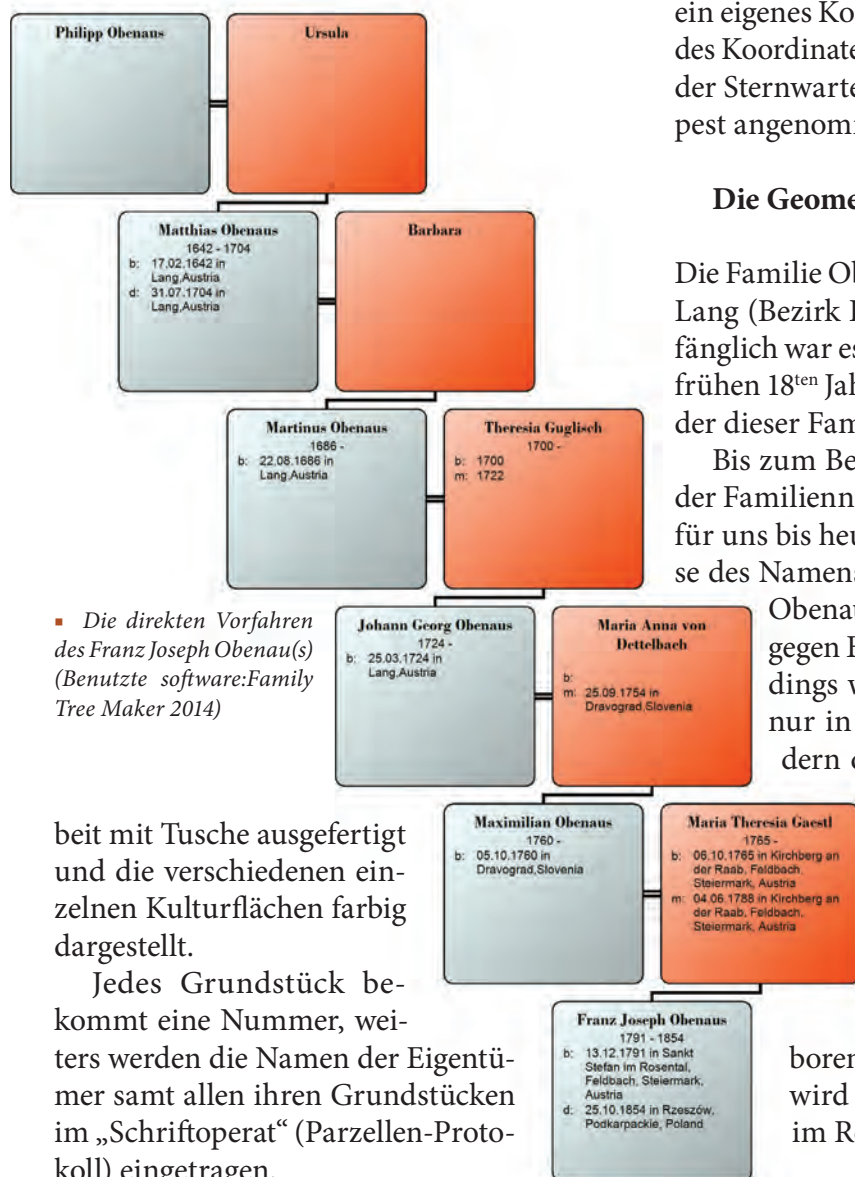 ein eigenes Ko
des Koordinate
der Sternwarte
pest angenomm
Die Geome
Die Familie Ob
Lang (Bezirk
fänglich war es
frühen 18ten Jah
der dieser Fam
Bis zum Be
der Familienn
für uns bis heu
se des Namens
Obenau
gegen
dings
nur in
dern
Philipp Obenaus
Ursula
Matthias Obenaus
1642 - 1704
b: 17.02.1642 in
Lang,Austria
d: 31.07.1704 in
Lang,Austria
Barbara
Martinus Obenaus
1686 -
b: 22.08.1686 in
Lang,Austria
Theresia Guglisch
1700 -
b: 1700
m: 1722
▪ Die direkten Vorfahren
des Franz Joseph Obenau(s)
(Benutzte software:Family
Tree Maker 2014)
Johann Georg Obenaus
1724 -
b: 25.03.1724 in
Lang,Austria
Maria Anna von
Dettelbach
b:
m: 25.09.1754 in
Dravograd,Slovenia
Maximilian Obenaus
1760 -
b: 05.10.1760 in
Dravograd,Slovenia
Maria Theresia Gaestl
1765 -
b: 06.10.1765 in Kirchberg an
der Raab, Feldbach,
Steiermark, Austria
m: 04.06.1788 in Kirchberg an
der Raab, Feldbach,
Steiermark, Austria
Franz Joseph Obenaus
1791 - 1854
b: 13.12.1791 in Sankt
Stefan im Rosental,
Feldbach, Steiermark,
Austria
d: 25.10.1854 in Rzeszów,
Podkarpackie, Poland
beit mit Tusche ausgefertigt
und die verschiedenen ein-
zelnen Kulturflächen farbig
dargestellt.
Jedes Grundstück be-
kommt eine Nummer, wei-
ters werden die Namen der Eigentü-
mer samt allen ihren Grundstücken
im „Schriftoperat“ (Parzellen-Proto-
koll) eingetragen.
boren
wird
im Ro